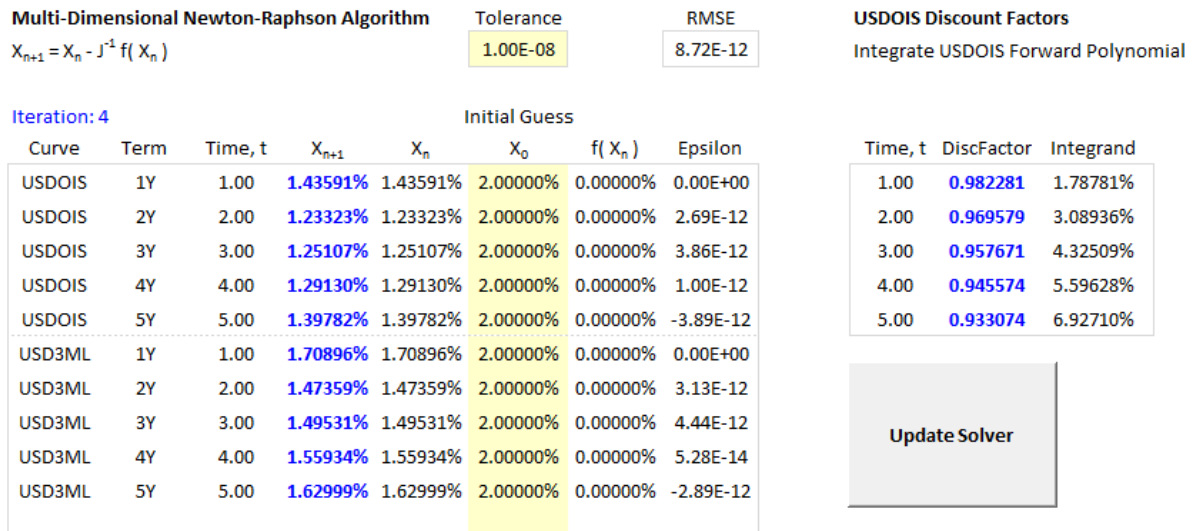 Multi-Dimensional Newton-Raphson Algorithm Tolerance RMSE USDOIS Discount Factors
Xn+1 = Xn - J-1 f( Xn ) 1.00E-08 8.72E-12 Integrate USDOIS Forward Polynomial
Iteration: 4 Initial Guess
Curve Term Time, t Xn+1 Xn X0 f( Xn ) Epsilon Time, t DiscFactor Integrand
USDOIS 1Y 1.00 1.43591% 1.43591% 2.00000% 0.00000% 0.00E+00 1.00 0.982281 1.78781%
USDOIS 2Y 2.00 1.23323% 1.23323% 2.00000% 0.00000% 2.69E-12 2.00 0.969579 3.08936%
USDOIS 3Y 3.00 1.25107% 1.25107% 2.00000% 0.00000% 3.86E-12 3.00 0.957671 4.32509%
USDOIS 4Y 4.00 1.29130% 1.29130% 2.00000% 0.00000% 1.00E-12 4.00 0.945574 5.59628%
USDOIS 5Y 5.00 1.39782% 1.39782% 2.00000% 0.00000% -3.89E-12 5.00 0.933074 6.92710%
USD3ML 1Y 1.00 1.70896% 1.70896% 2.00000% 0.00000% 0.00E+00
USD3ML 2Y 2.00 1.47359% 1.47359% 2.00000% 0.00000% 3.13E-12
USD3ML 3Y 3.00 1.49531% 1.49531% 2.00000% 0.00000% 4.44E-12
Update Solver
USD3ML 4Y 4.00 1.55934% 1.55934% 2.00000% 0.00000% 5.28E-14
USD3ML 5Y 5.00 1.62999% 1.62999% 2.00000% 0.00000% -2.89E-12